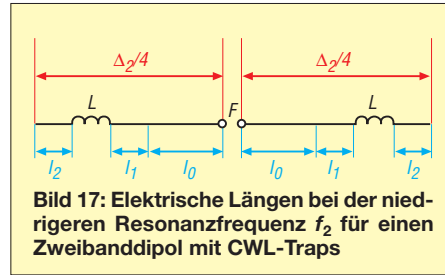 Δ2/4 Δ2/4
L F L
l2 l1 l0 l0 l1 l2
Bild 17: Elektrische Längen bei der nied-
rigeren Resonanzfrequenz f2 für einen
Zweibanddipol mit CWL-Traps